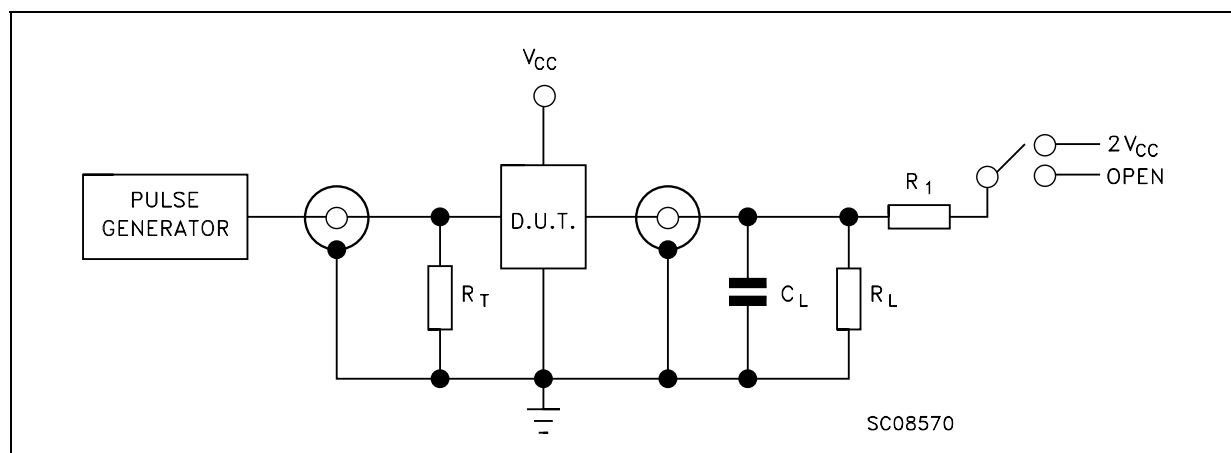 VCC
2VCC
OPEN
R1
PULSE
GENERATOR
D.U.T.
RT
CL
RL
SC08570